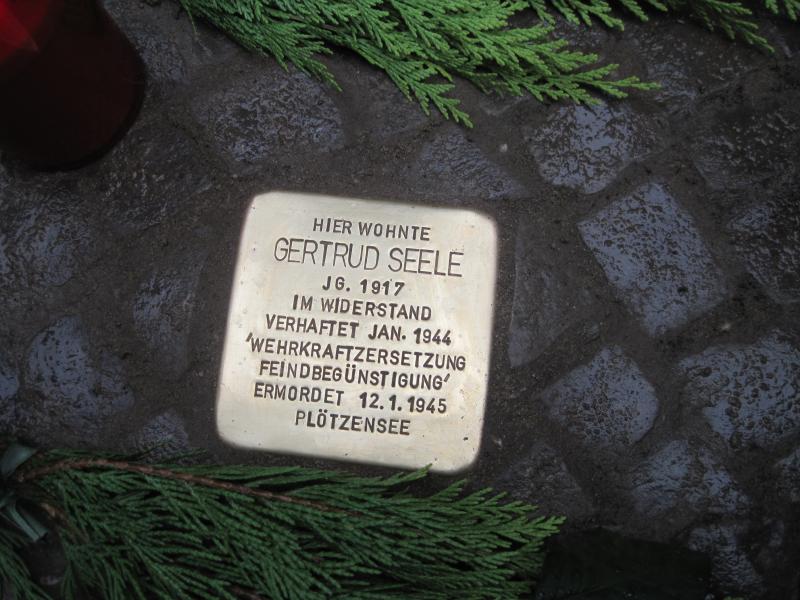 HIER WOHNTE
GERTRUD SEELE
JG. 1917
IM WIDERSTAND
VERHAFTET JAN. 1944
'WEHRKRAFTZERSETZUNG
FEINDBEGÜNSTIGUNG'
ERMORDET 12.1.1945
PLÖTZENSEE